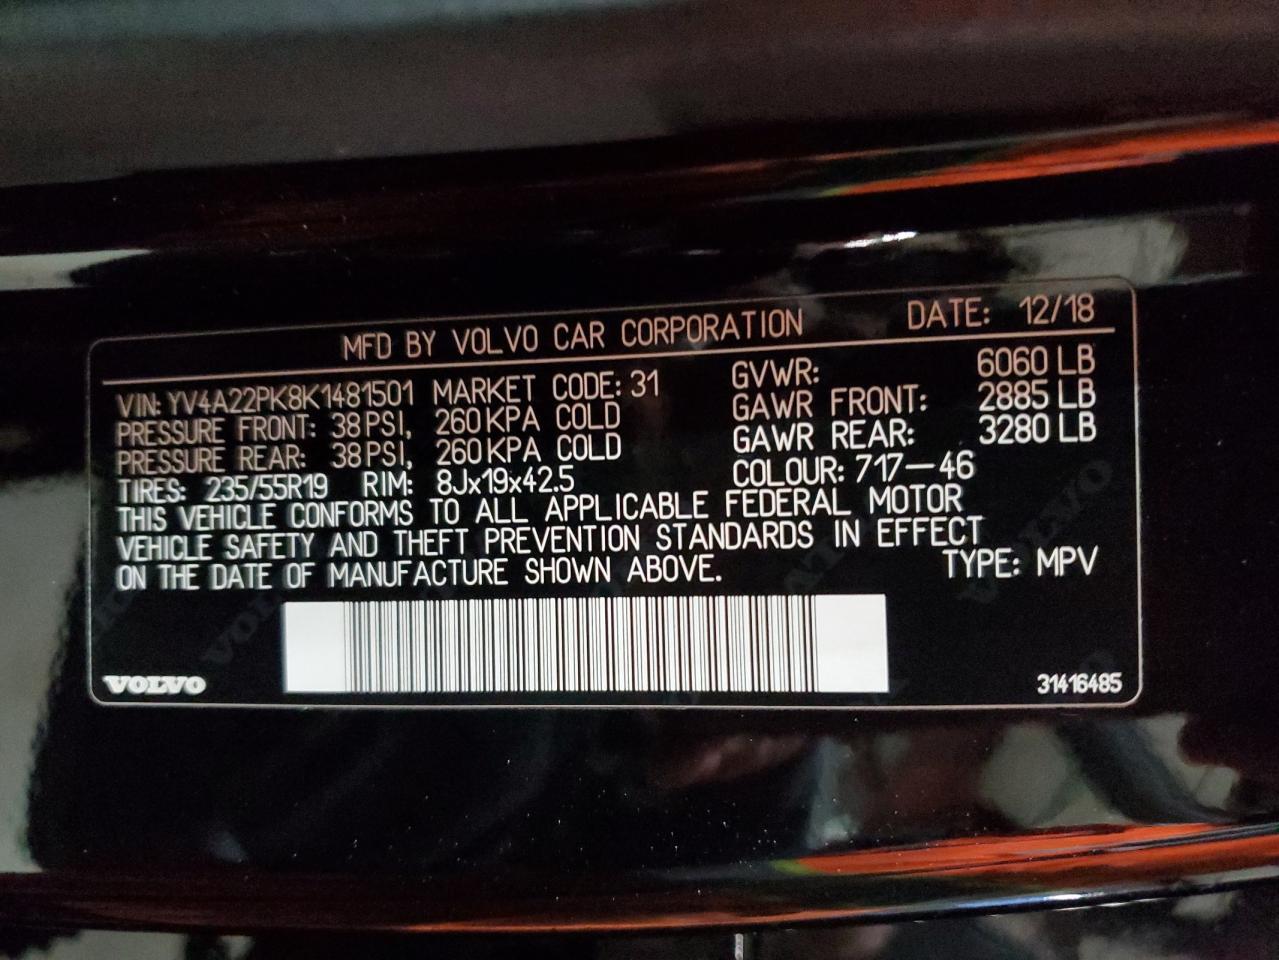 MFD BY VOLVO CAR CORPORATION DATE: 12/18
VIN: YV4A22PK8K1481501 MARKET CODE: 31 GVWR: 6060 LB
PRESSURE FRONT: 38 PSI, 260 KPA COLD GAWR FRONT: 2885 LB
PRESSURE REAR: 38 PSI, 260 KPA COLD GAWR REAR: 3280 LB
TIRES: 235/55R19 RIM: 8Jx19x42.5 COLOUR: 717-46
THIS VEHICLE CONFORMS TO ALL APPLICABLE FEDERAL MOTOR
VEHICLE SAFETY AND THEFT PREVENTION STANDARDS IN EFFECT
ON THE DATE OF MANUFACTURE SHOWN ABOVE. TYPE: MPV
VOLVO 31416485